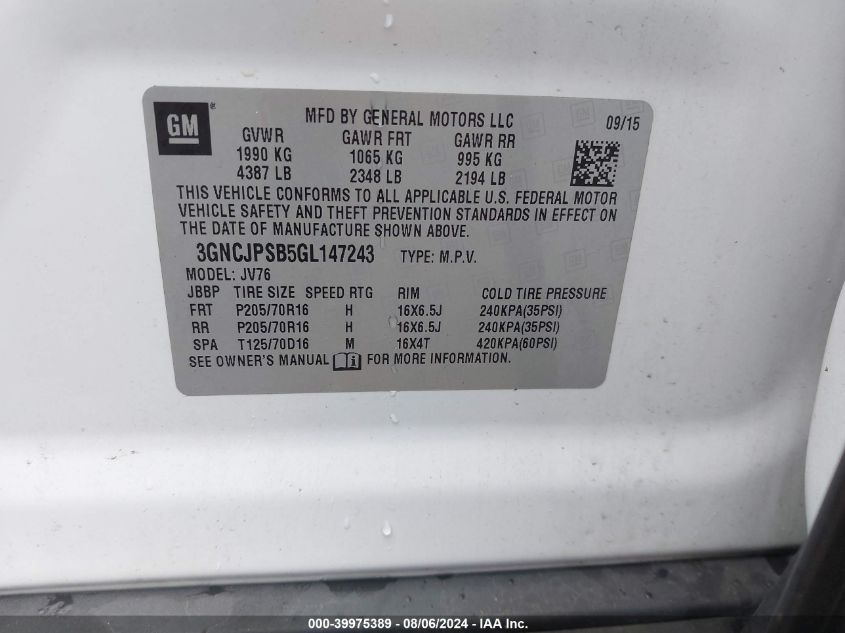 GM ®
MFD BY GENERAL MOTORS LLC 09/15
GVWR GAWR FRT GAWR RR
1990 KG 1065 KG 995 KG
4387 LB 2348 LB 2194 LB
THIS VEHICLE CONFORMS TO ALL APPLICABLE U.S. FEDERAL MOTOR
VEHICLE SAFETY AND THEFT PREVENTION STANDARDS IN EFFECT ON
THE DATE OF MANUFACTURE SHOWN ABOVE.
3GNCJPSB5GL147243 TYPE: M.P.V.
MODEL: JV76
JBBP TIRE SIZE SPEED RTG RIM COLD TIRE PRESSURE
FRT P205/70R16 H 16X6.5J 240KPA(35PSI)
RR P205/70R16 H 16X6.5J 240KPA(35PSI)
SPA T125/70D16 M 16X4T 420KPA(60PSI)
SEE OWNER'S MANUAL FOR MORE INFORMATION.
000-39975389 - 08/06/2024 - iaai.com